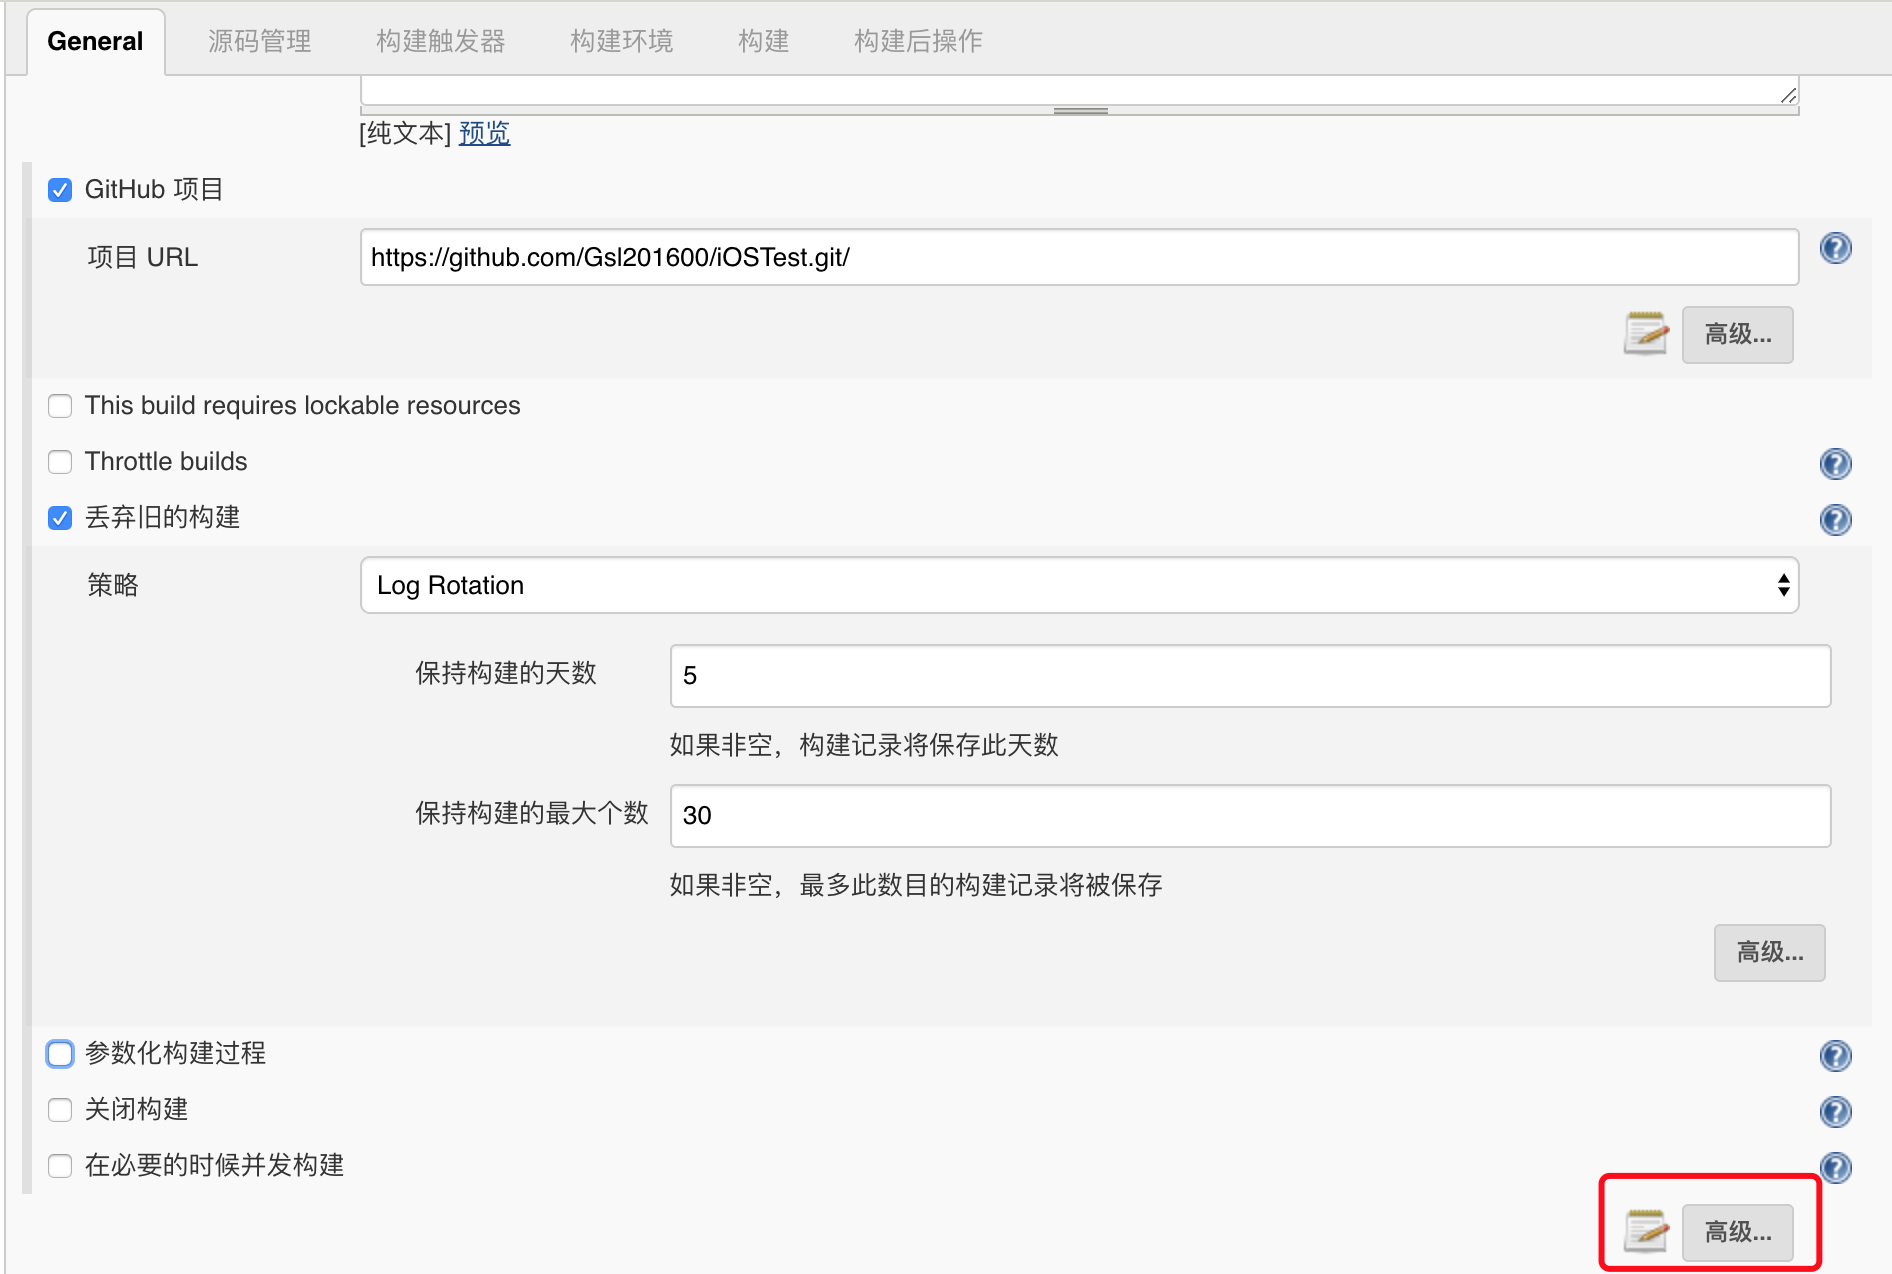 General 源码管理 构建触发器 构建环境 构建 构建后操作
[纯文本] 预览
GitHub 项目
项目 URL https://github.com/Gsl201600/iOSTest.git/
高级...
This build requires lockable resources
Throttle builds
丢弃旧的构建
策略 Log Rotation
保持构建的天数 5
如果非空，构建记录将保存此天数
保持构建的最大个数 30
如果非空，最多此数目的构建记录将被保存
高级...
参数化构建过程
关闭构建
在必要的时候并发构建
高级...